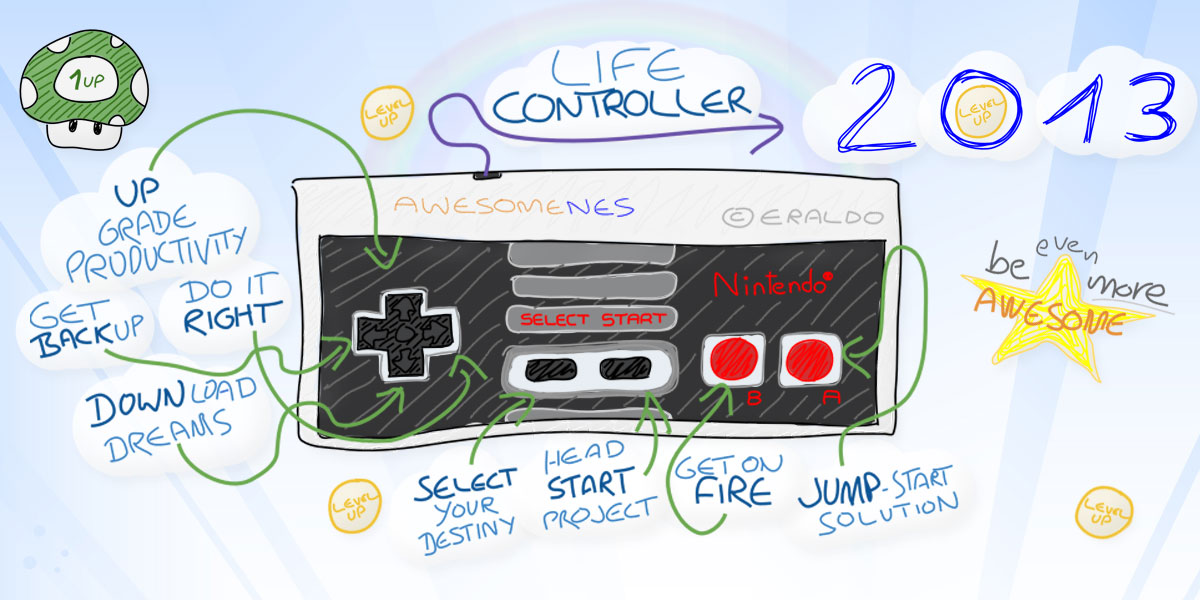 1UP
LEVEL
UP
LIFE
CONTROLLER
2013
LEVEL
UP
UP
GRADE
PRODUCTIVITY
GET
BACKUP
DO IT
RIGHT
DOWNLOAD
DREAMS
AWESOMENES
© ERALDO
Nintendo
SELECT START
B
A
be even
more
AWESOME
LEVEL
UP
SELECT
YOUR
DESTINY
HEAD
START
PROJECT
GET ON
FIRE
JUMP-START
SOLUTION
LEVEL
UP